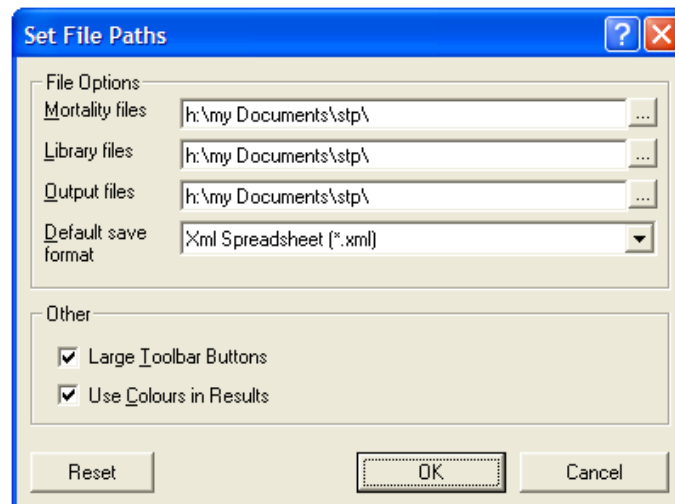 Set File Paths
?
File Options
Mortality files
h:\my Documents\stp\
...
Library files
h:\my Documents\stp\
...
Output files
h:\my Documents\stp\
...
Default save
format
Xml Spreadsheet (*.xml)
Other
Large Toolbar Buttons
Use Colours in Results
Reset
OK
Cancel